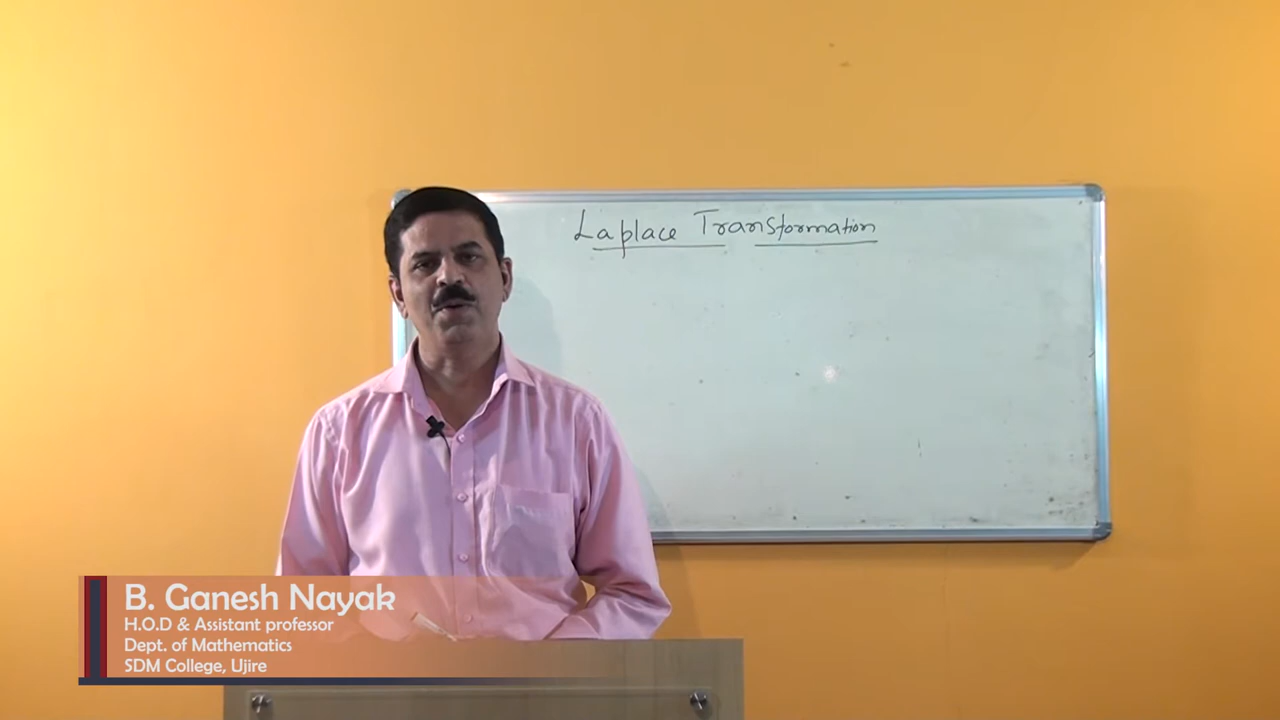 Laplace Transformation
B. Ganesh Nayak
H.O.D & Assistant professor
Dept. of Mathematics
SDM College, Ujire